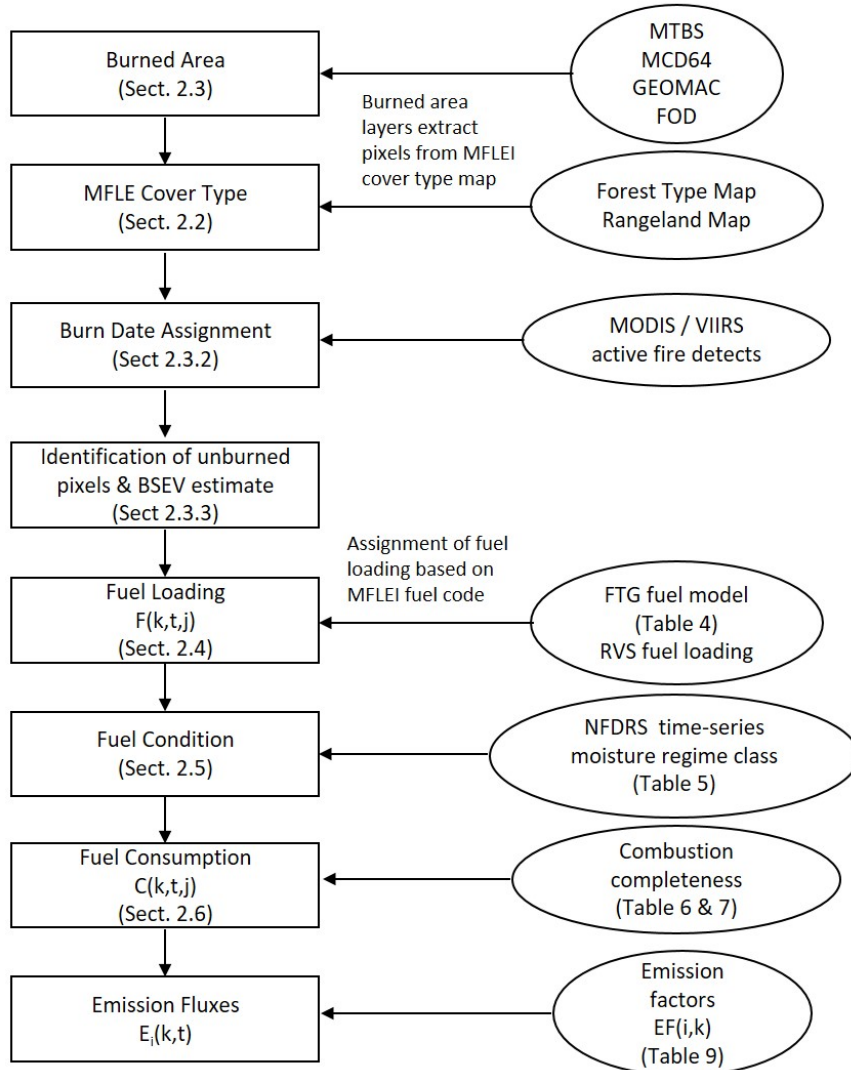 Burned Area
(Sect. 2.3)
MTBS
MCD64
GEOMAC
FOD
Burned area
layers extract
pixels from MFLEI
cover type map
MFLE Cover Type
(Sect. 2.2)
Forest Type Map
Rangeland Map
Burn Date Assignment
(Sect 2.3.2)
MODIS / VIIRS
active fire detects
Identification of unburned
pixels & BSEV estimate
(Sect 2.3.3)
Assignment of fuel
loading based on
MFLEI fuel code
Fuel Loading
F(k,t,j)
(Sect. 2.4)
FTG fuel model
(Table 4)
RVS fuel loading
Fuel Condition
(Sect. 2.5)
NFDRS time-series
moisture regime class
(Table 5)
Fuel Consumption
C(k,t,j)
(Sect. 2.6)
Combustion
completeness
(Table 6 & 7)
Emission Fluxes
Ei(k,t)
Emission
factors
EF(i,k)
(Table 9)